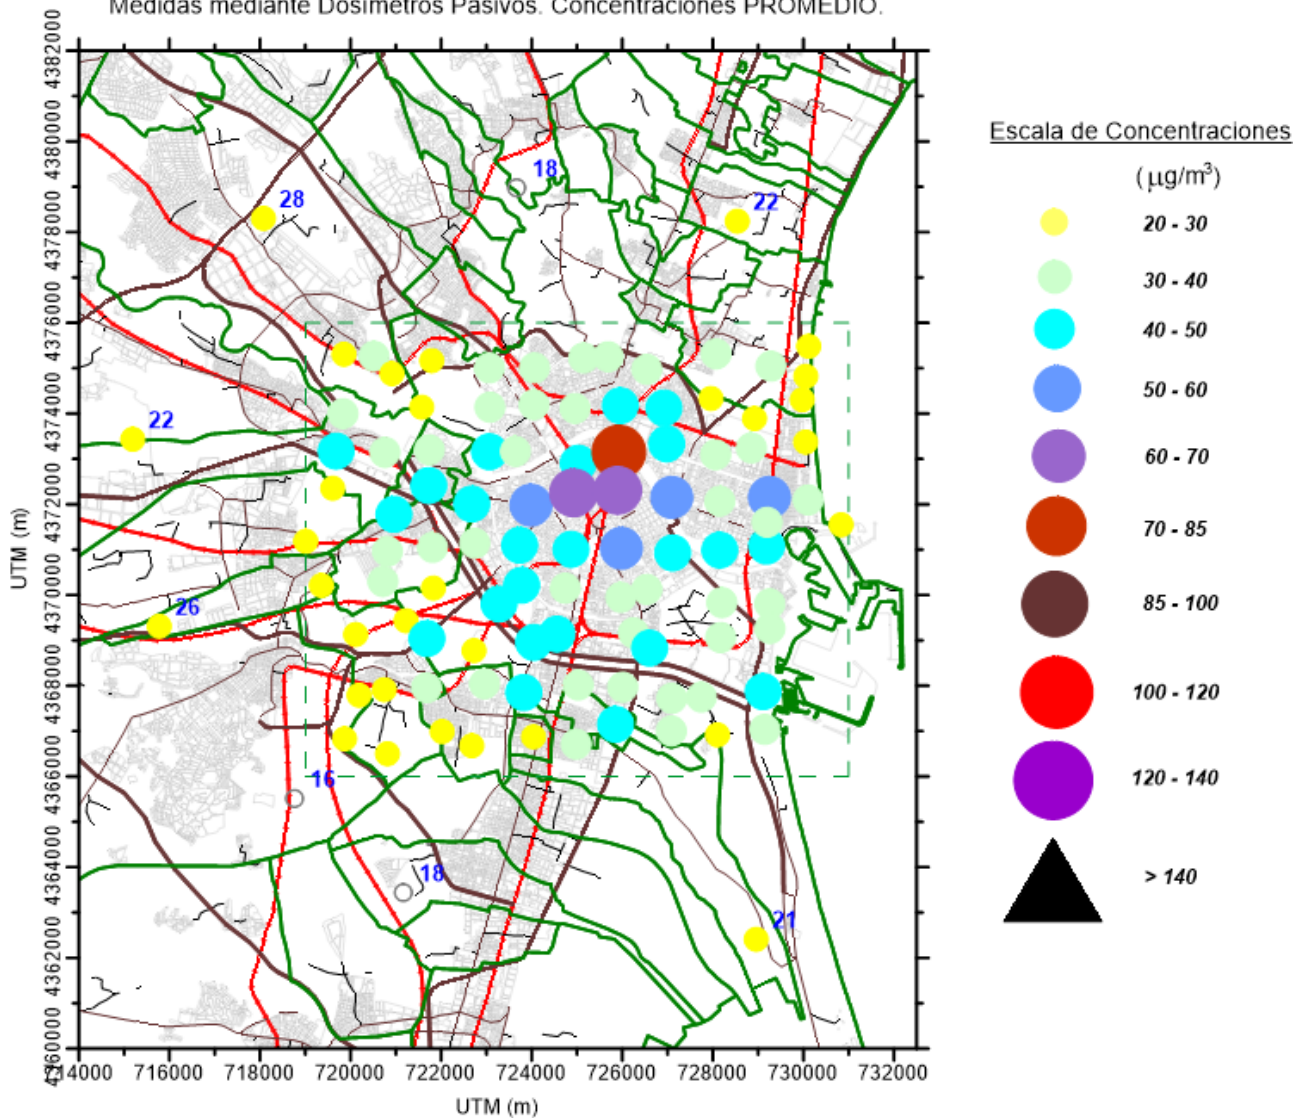 Medidas mediante Dosímetros Pasivos. Concentraciones PROMEDIO.
Escala de Concentraciones
(μg/m³)
20 - 30
30 - 40
40 - 50
50 - 60
60 - 70
70 - 85
85 - 100
100 - 120
120 - 140
> 140
18
28
22
22
26
16
18
21
UTM (m)
4382000
4380000
4378000
4376000
4374000
4372000
4370000
4368000
4366000
4364000
4362000
4360000
714000 716000 718000 720000 722000 724000 726000 728000 730000 732000
UTM (m)